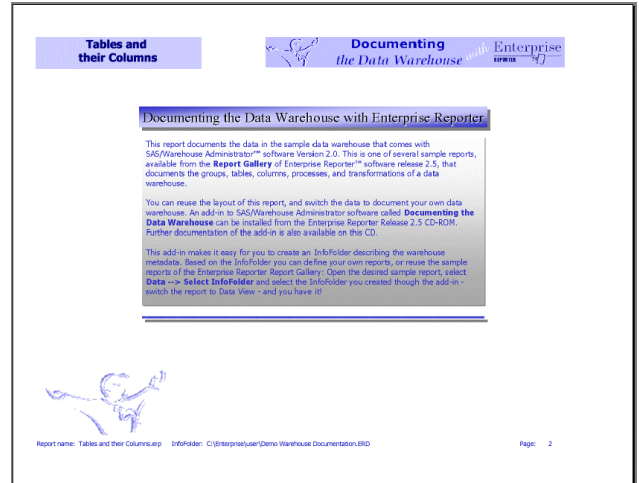 Tables and
their Columns
Documenting
the Data Warehouse with Enterprise
REPORTER
Documenting the Data Warehouse with Enterprise Reporter
This report documents the data in the sample data warehouse that comes with
SAS/Warehouse Administrator™ software Version 2.0. This is one of several sample reports,
available from the Report Gallery of Enterprise Reporter™ software release 2.5, that
documents the groups, tables, columns, processes, and transformations of a data
warehouse.
You can reuse the layout of this report, and switch the data to document your own data
warehouse. An add-in to SAS/Warehouse Administrator software called Documenting the
Data Warehouse can be installed from the Enterprise Reporter Release 2.5 CD-ROM.
Further documentation of the add-in is also available on this CD.
This add-in makes it easy for you to create an InfoFolder describing the warehouse
metadata. Based on the InfoFolder you can define your own reports, or reuse the sample
reports of the Enterprise Reporter Report Gallery: Open the desired sample report, select
Data --> Select InfoFolder and select the InfoFolder you created though the add-in -
switch the report to Data View - and you have it!
Report name: Tables and their Columns.erp InfoFolder: C:\Enterprise\user\Demo Warehouse Documentation.ERD Page: 2